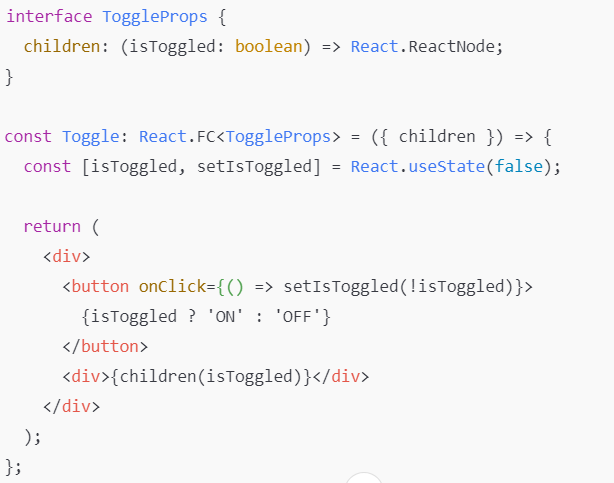 interface ToggleProps {
  children: (isToggled: boolean) => React.ReactNode;
}

const Toggle: React.FC<ToggleProps> = ({ children }) => {
  const [isToggled, setIsToggled] = React.useState(false);

  return (
    <div>
      <button onClick={() => setIsToggled(!isToggled)}>
        {isToggled ? 'ON' : 'OFF'}
      </button>
      <div>{children(isToggled)}</div>
    </div>
  );
};